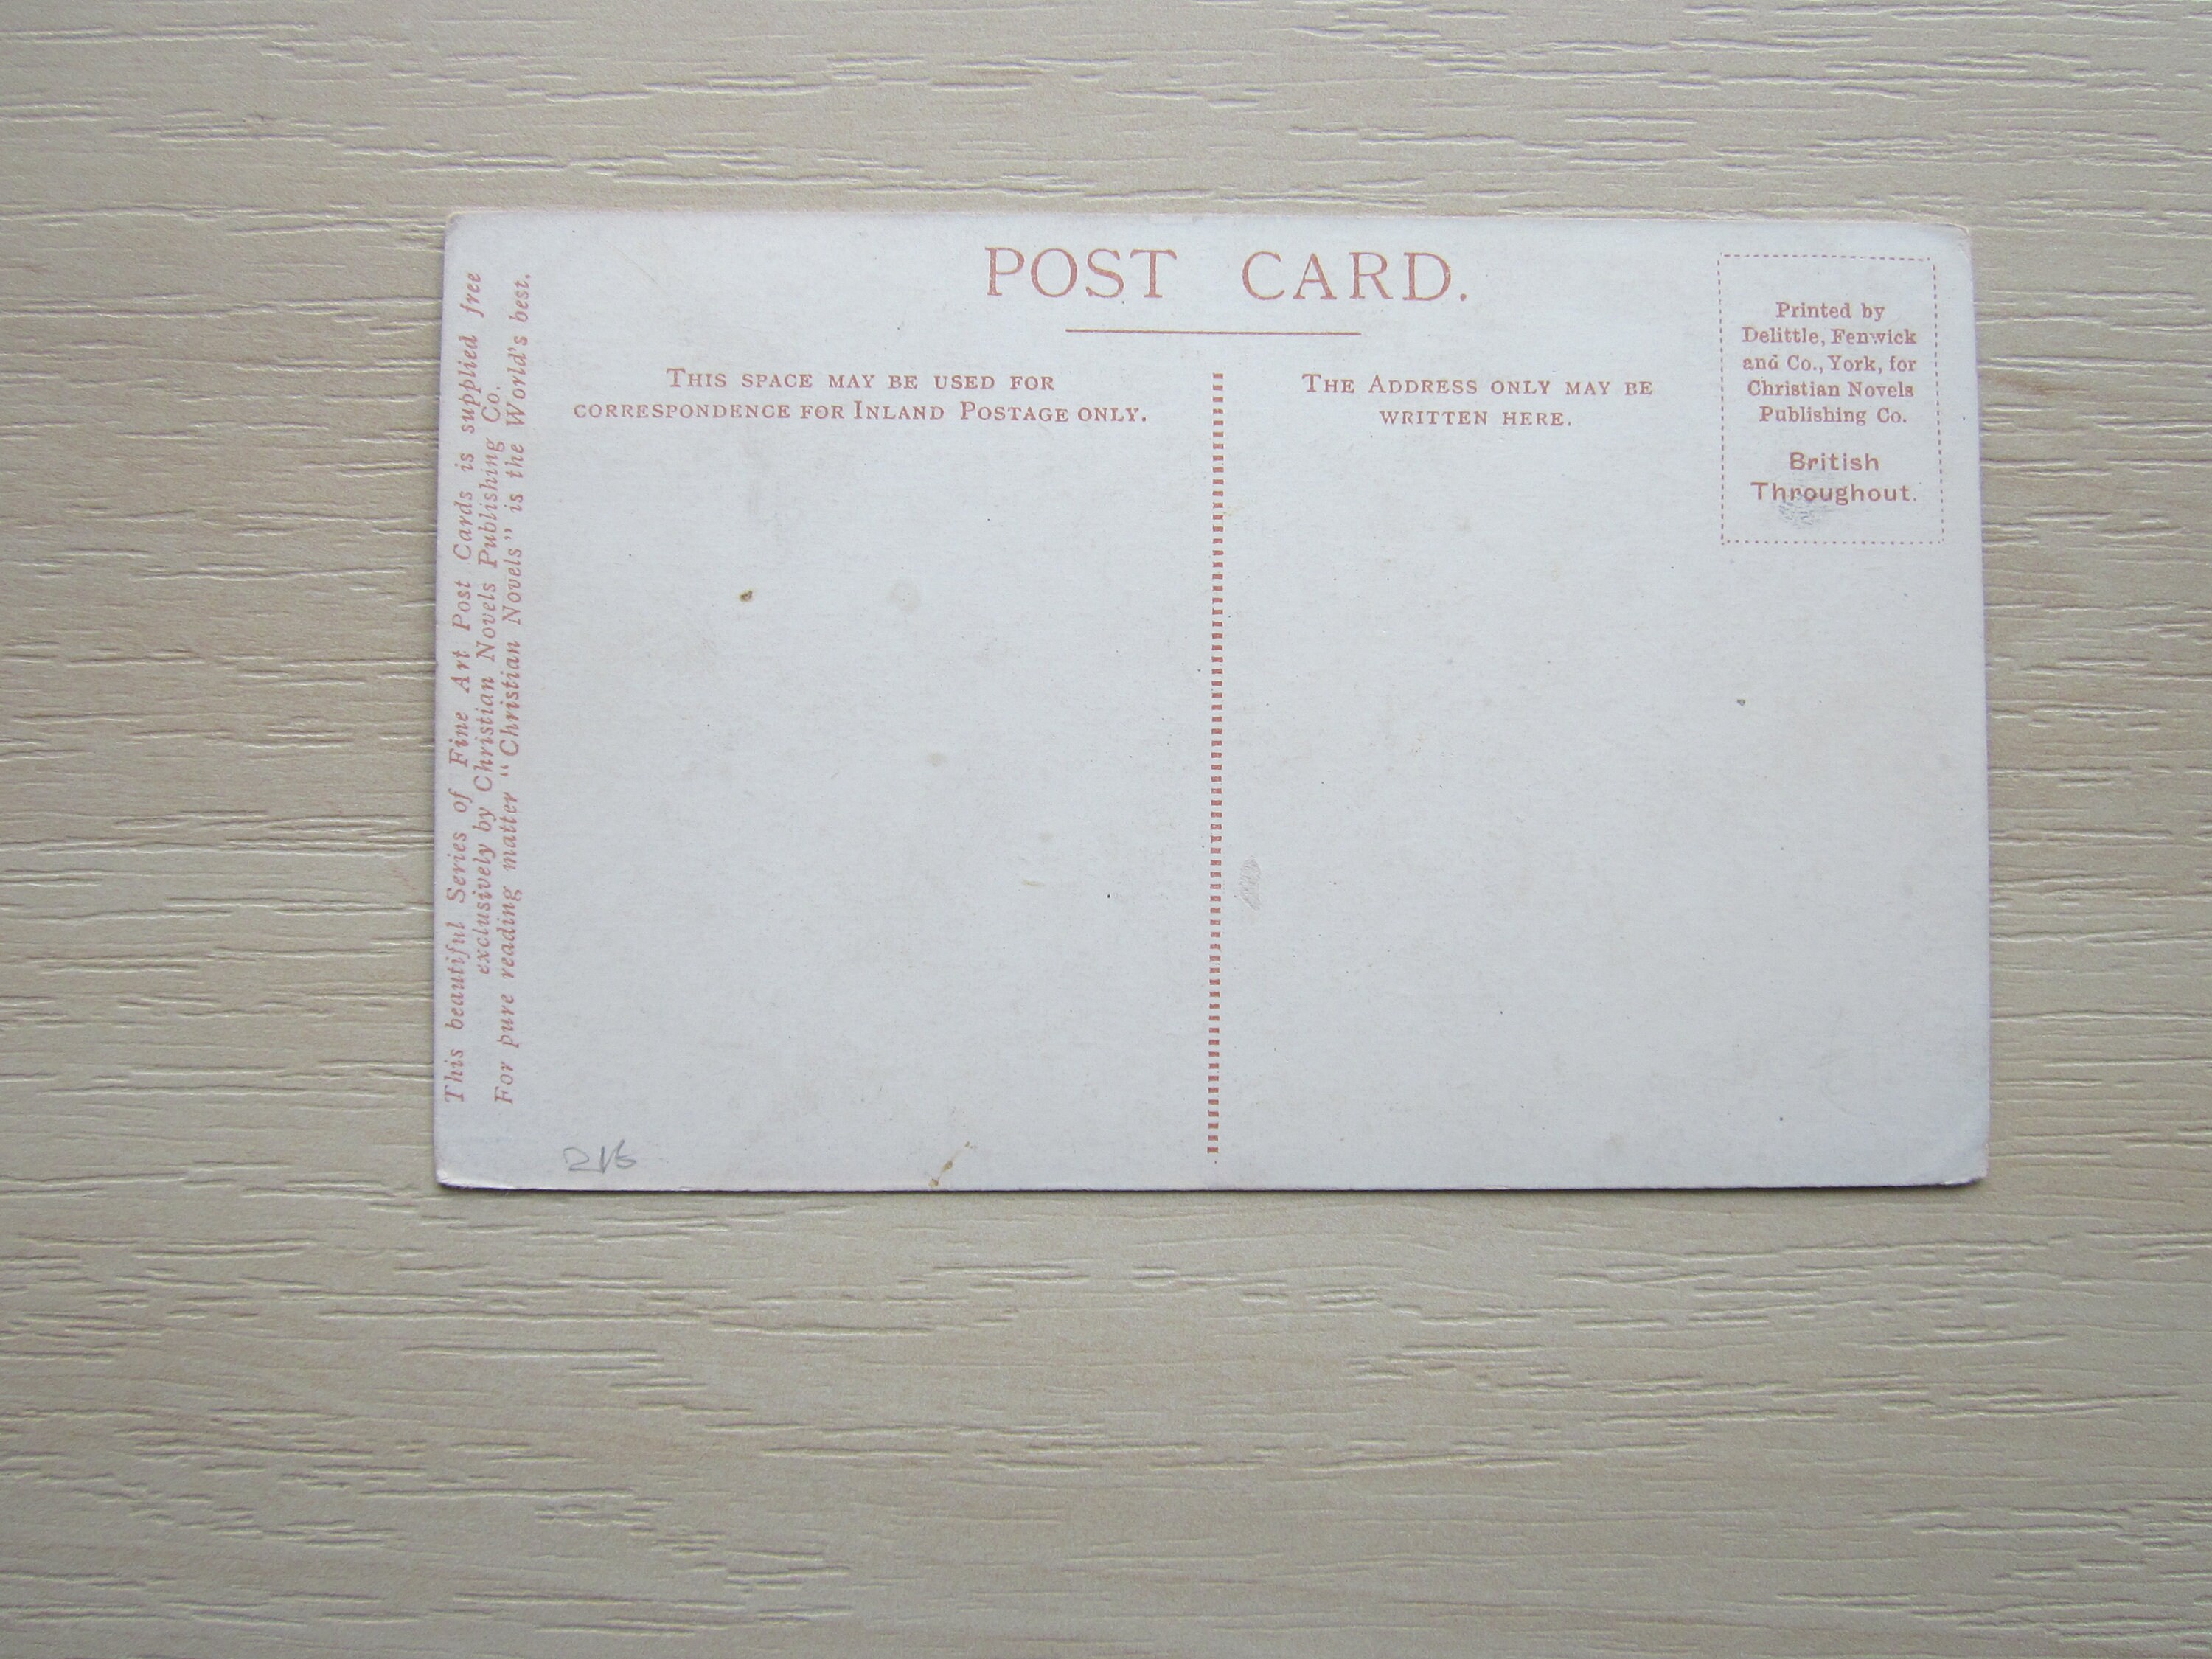 POST CARD.
THIS SPACE MAY BE USED FOR
CORRESPONDENCE FOR INLAND POSTAGE ONLY.
THE ADDRESS ONLY MAY BE
WRITTEN HERE.
Printed by
Delittle, Fenwick
and Co., York, for
Christian Novels
Publishing Co.
British
Throughout.
This beautiful Series of Fine Art Post Cards is supplied free
exclusively by Christian Novels Publishing Co.
For pure reading matter "Christian Novels" is the World's best.